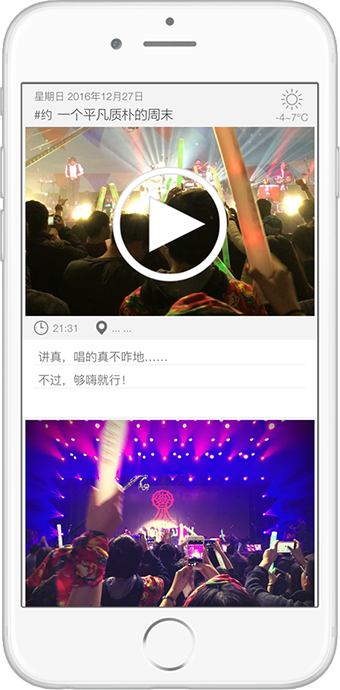 星期日 2016年12月27日
#约 一个平凡质朴的周末
-4~7°C
21:31 ... ...
讲真，唱的真不咋地……
不过，够嗨就行！